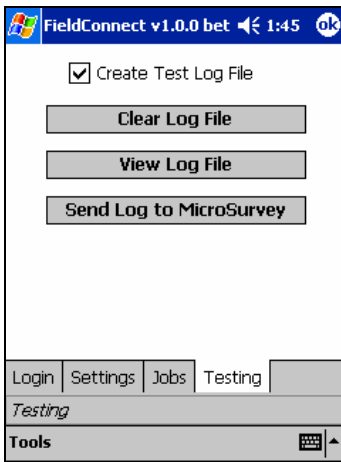 FieldConnect v1.0.0 bet 1:45 ok
Create Test Log File
Clear Log File
View Log File
Send Log to MicroSurvey
Login Settings Jobs Testing
Testing
Tools